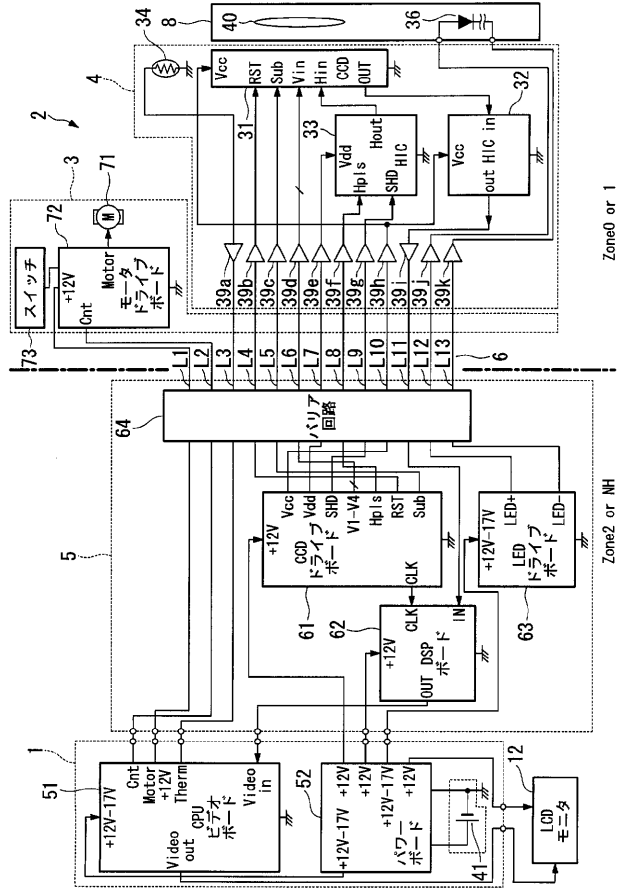 2
3
73
スイッチ
72
+12V
Cnt
Motor
モータ
ドライブ
ボード
71
M
4
34
31
Vcc
RST
Sub
Vin
Hin
CCD
OUT
33
Vdd
Hpls
SHD
HIC
Hout
32
Vcc
in
HIC
out
8
40
36
39a
39b
39c
39d
39e
39f
39g
39h
39i
39j
39k
Zone0 or 1
L1
L2
L3
L4
L5
L6
L7
L8
L9
L10
L11
L12
L13
6
64
バリア
回路
5
61
+12V
CCD
ドライブ
ボード
Vcc
Vdd
SHD
V1-V4
Hpls
RST
Sub
CLK
62
+12V
CLK
IN
OUT
DSP
ボード
63
+12V-17V
LED
ドライブ
ボード
LED+
LED-
Zone2 or NH
1
51
+12V-17V
Cnt
Motor
+12V
Therm
CPU
ビデオ
ボード
Video
out
Video
in
52
+12V-17V
+12V
パワー
ボード
+12V
+12V
+12V-17V
+12V
41
12
LCD
モニタ